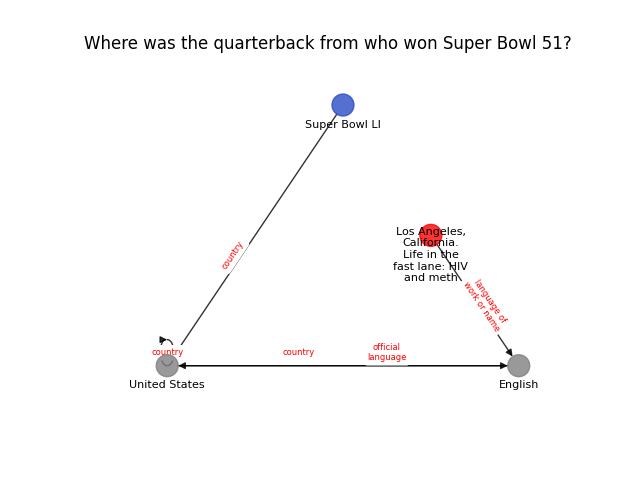 Where was the quarterback from who won Super Bowl 51?
Super Bowl LI
Los Angeles,
California.
Life in the
fast lane: HIV
and meth.
country
language of
work or name
country
country
official
language
United States
English